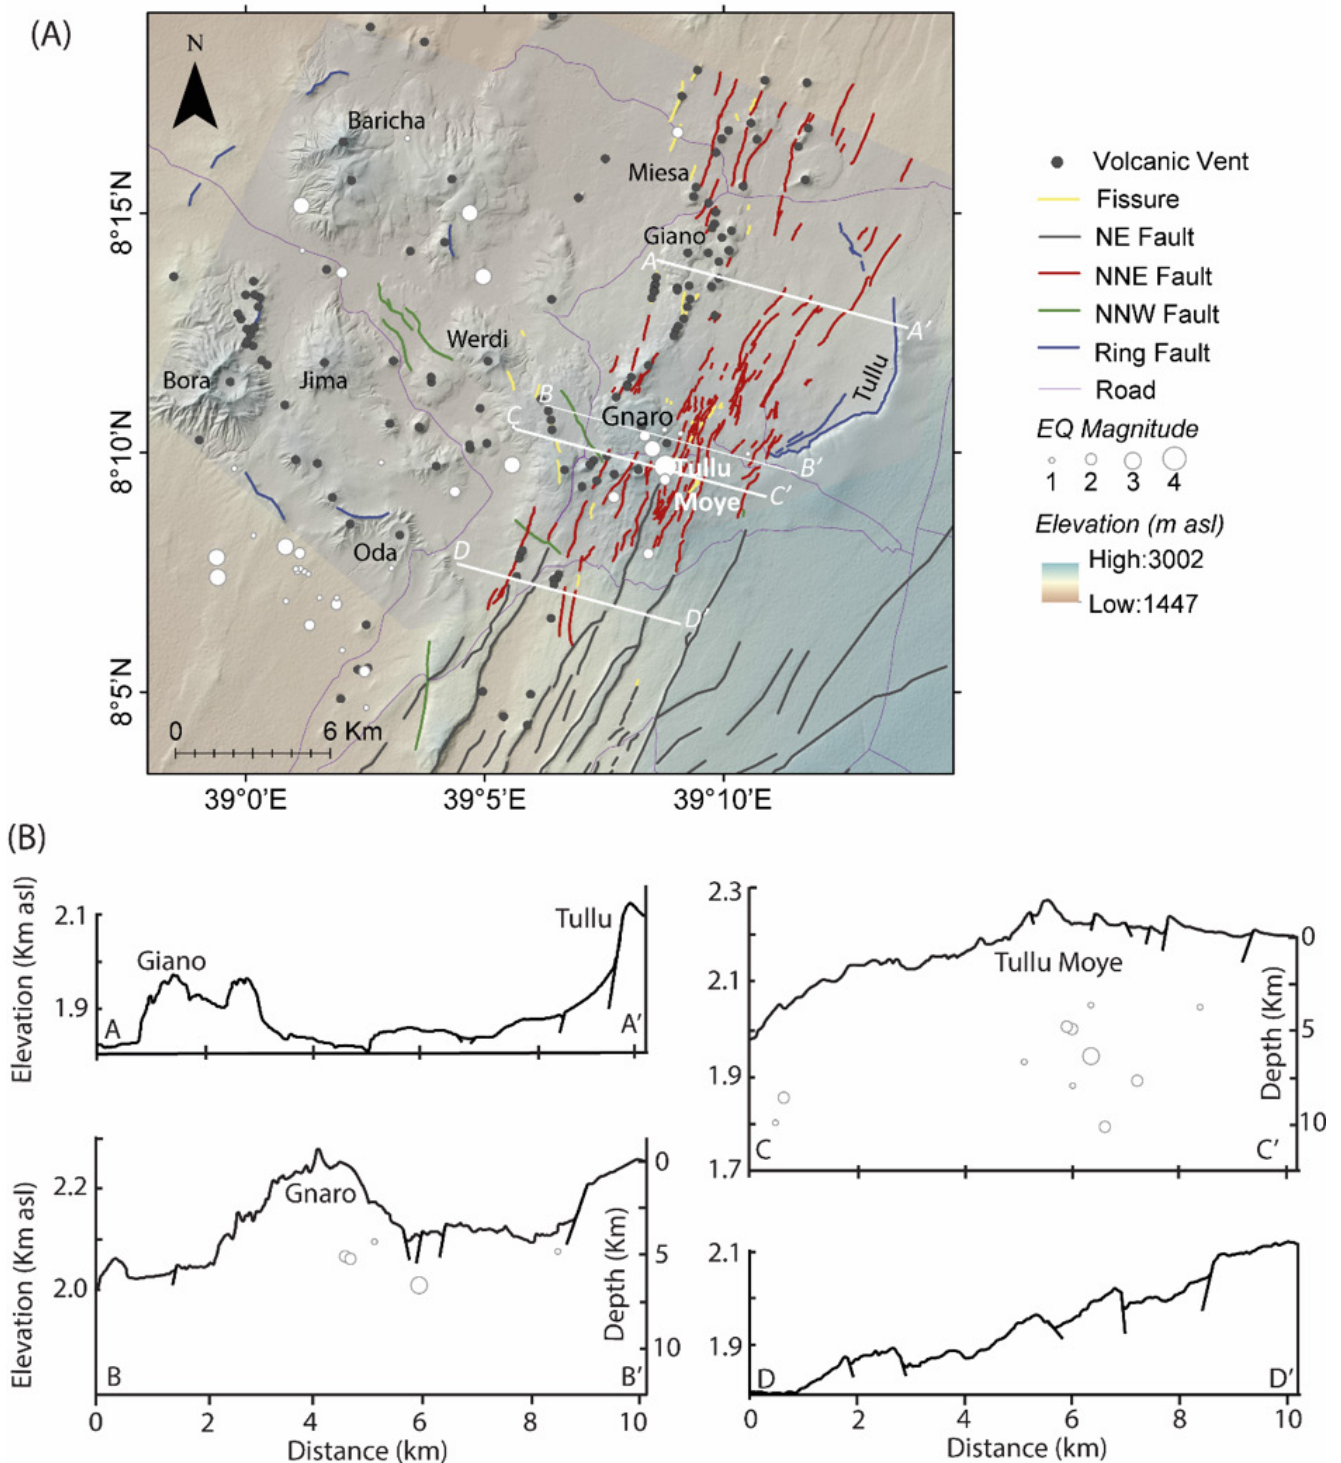 (A)
N
Baricha
Miesa
Giano
A
A'
Werdi
Bora
Jima
Tullu
B
Gnaro
C
Tullu
B'
Moye
C'
Oda
D
D'
8°15'N
8°10'N
8°5'N
0 6 Km
39°0'E 39°5'E 39°10'E
Volcanic Vent
Fissure
NE Fault
NNE Fault
NNW Fault
Ring Fault
Road
EQ Magnitude
1 2 3 4
Elevation (m asl)
High:3002
Low:1447
(B)
Elevation (Km asl)
2.1
1.9
Giano
Tullu
A A'
2.3
2.1
1.9
1.7
Tullu Moye
0
5
10
Depth (Km)
C C'
Elevation (Km asl)
2.2
2.0
Gnaro
0
5
10
Depth (Km)
B B'
0 2 4 6 8 10
Distance (km)
2.1
1.9
D D'
0 2 4 6 8 10
Distance (km)